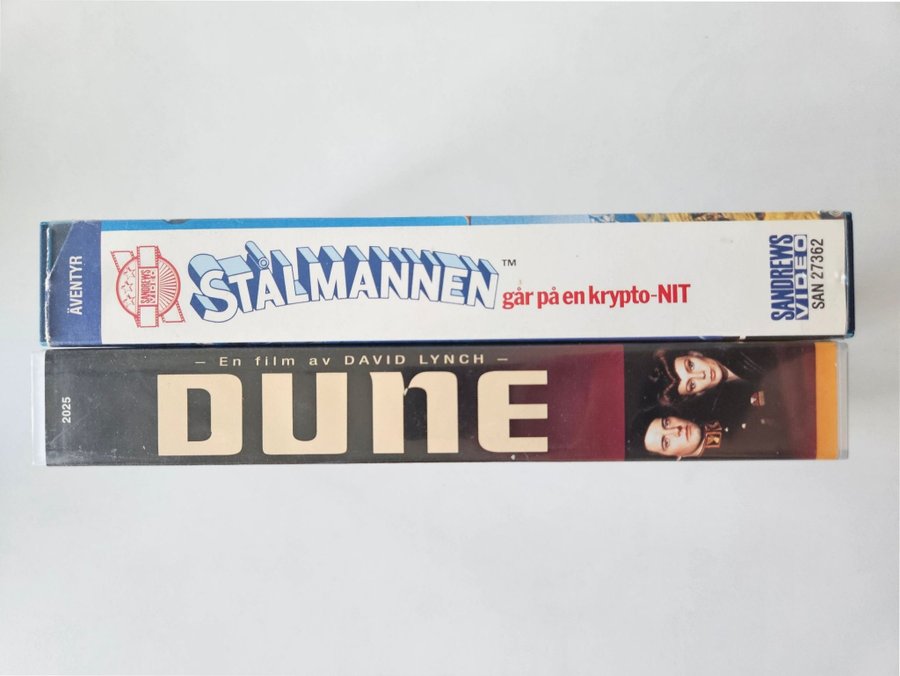 ÄVENTYR
SANDREWS
VIDEO
STÅLMANNEN™
går på en krypto-NIT
SANDREWS
VIDEO
SAN 27362
2025
– En film av DAVID LYNCH –
DUNE